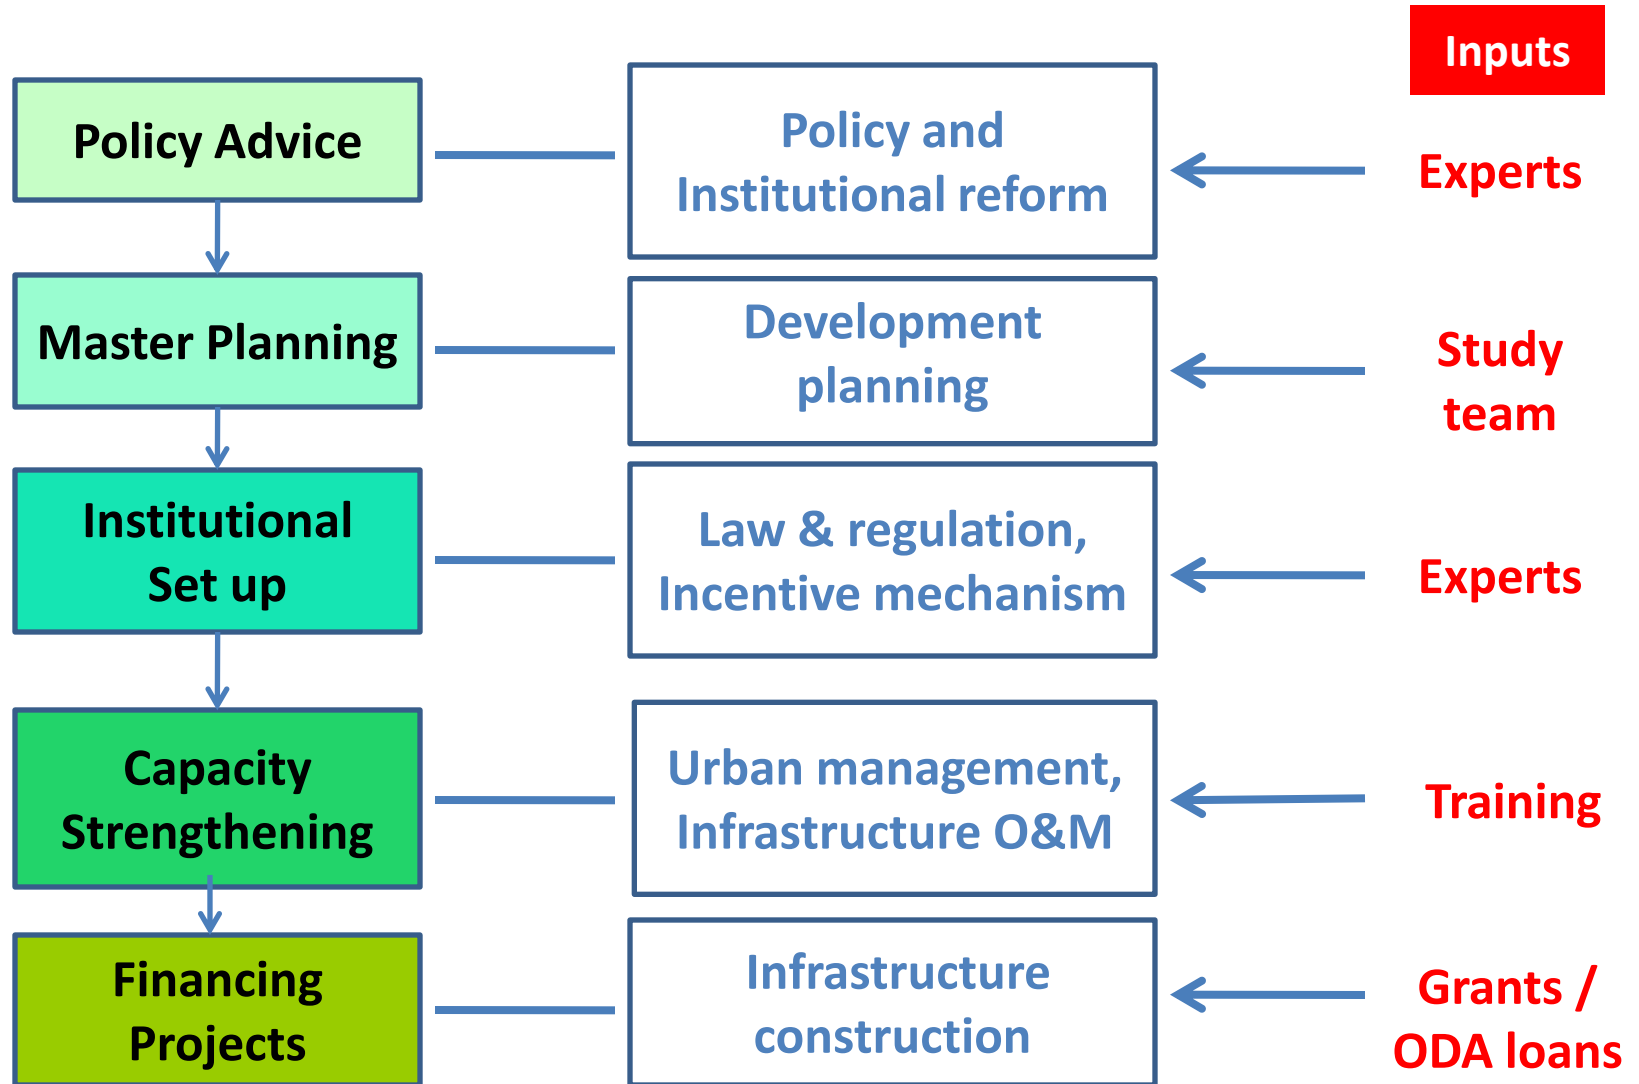 Inputs
Policy Advice
Policy and
Institutional reform
Experts
Master Planning
Development
planning
Study
team
Institutional
Set up
Law & regulation,
Incentive mechanism
Experts
Capacity
Strengthening
Urban management,
Infrastructure O&M
Training
Financing
Projects
Infrastructure
construction
Grants /
ODA loans